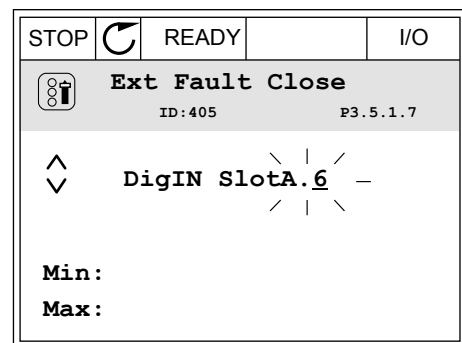 STOP READY I/O
Ext Fault Close
ID:405 P3.5.1.7
DigIN SlotA.6
Min:
Max: